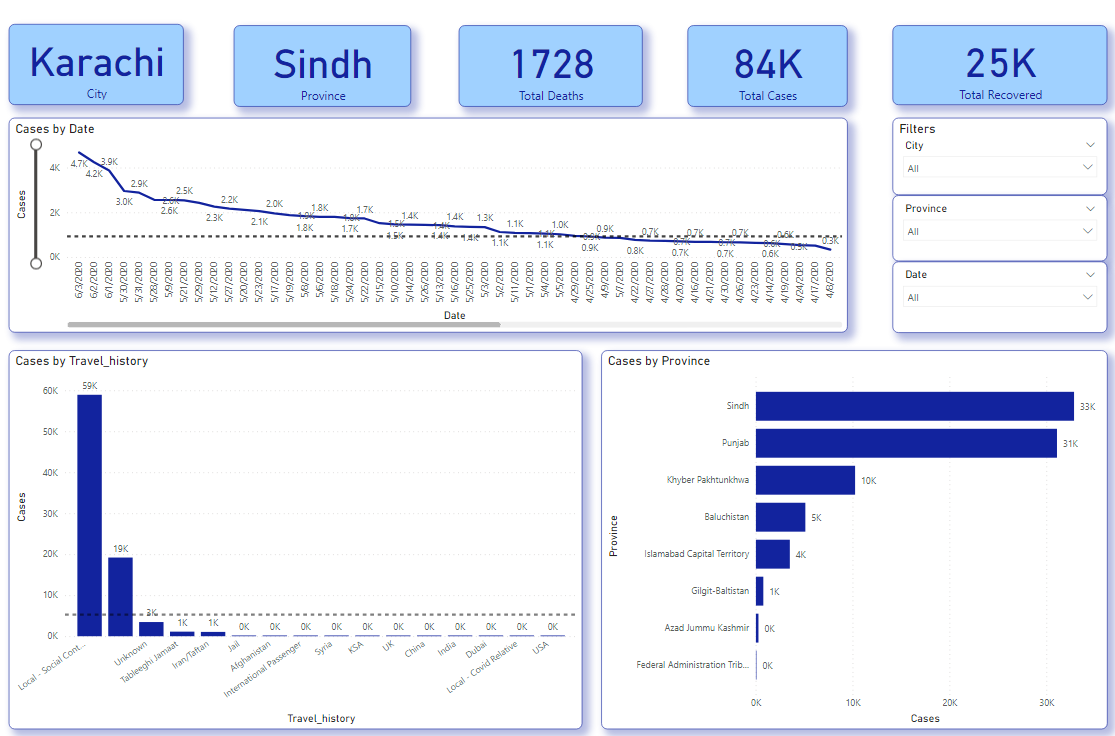 Karachi
City
Sindh
Province
1728
Total Deaths
84K
Total Cases
25K
Total Recovered
Cases by Date
Cases
4K
2K
0K
4.7K
4.2K
3.9K
3.0K
2.9K
2.6K
2.6K
2.5K
2.3K
2.2K
2.1K
2.0K
1.8K
1.8K
1.7K
1.7K
1.5K
1.4K
1.4K
1.4K
1.4K
1.3K
1.1K
1.1K
1.1K
1.0K
0.9K
0.9K
0.8K
0.7K
0.7K
0.7K
0.7K
0.7K
0.7K
0.6K
0.6K
0.3K
6/3/2020
6/2/2020
6/1/2020
5/30/2020
5/31/2020
5/28/2020
5/9/2020
5/21/2020
5/29/2020
5/12/2020
5/27/2020
5/20/2020
5/23/2020
5/17/2020
5/19/2020
5/8/2020
5/6/2020
5/18/2020
5/24/2020
5/22/2020
5/15/2020
5/10/2020
5/14/2020
5/26/2020
5/13/2020
5/16/2020
5/25/2020
5/3/2020
5/2/2020
5/11/2020
5/1/2020
5/4/2020
5/5/2020
4/29/2020
4/25/2020
4/22/2020
4/27/2020
4/28/2020
4/20/2020
4/16/2020
4/21/2020
4/30/2020
4/26/2020
4/23/2020
4/14/2020
4/19/2020
4/24/2020
4/17/2020
4/8/2020
Date
Filters
City
All
Province
All
Date
All
Cases by Travel_history
Cases
60K
50K
40K
30K
20K
10K
0K
59K
19K
3K
1K
1K
0K
0K
0K
0K
0K
0K
0K
0K
0K
0K
0K
Local - Social Cont...
Unknown
Tableeghi Jamaat
Iran/Taftan
Jail
Afghanistan
International Passenger
Syria
KSA
UK
China
India
Dubai
Local - Covid Relative
USA
Travel_history
Cases by Province
Province
Sindh 33K
Punjab 31K
Khyber Pakhtunkhwa 10K
Baluchistan 5K
Islamabad Capital Territory 4K
Gilgit-Baltistan 1K
Azad Jummu Kashmir 0K
Federal Administration Trib... 0K
0K 10K 20K 30K
Cases